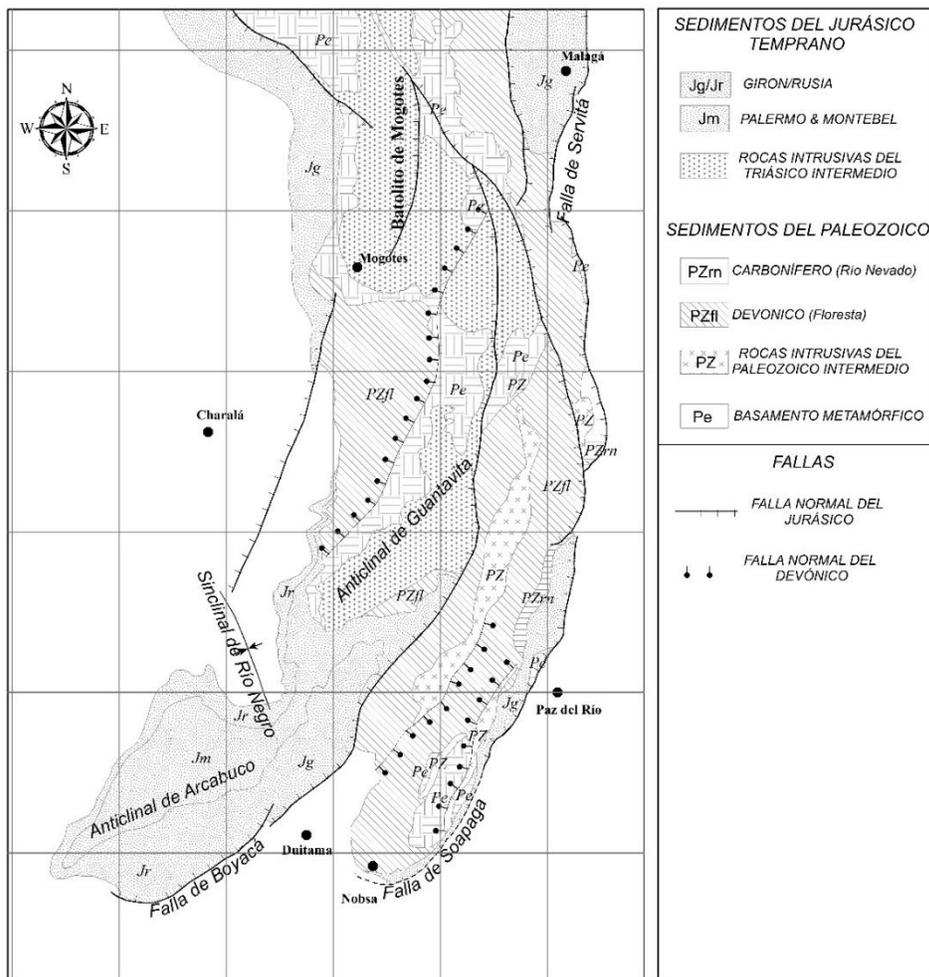 Pe
Malagá
Jg
N
W
E
S
Pe
Batolito de Mogotes
Jg
Falla de Servitá
Pe
Mogotes
Pe
Pe
Pe
PZ
PZfl
Charalá
PZ
PZrn
PZfl
Anticlinal de Guantavita
Sinclinal de Río Negro
Jr
PZfl
PZ
PZrn
Pe
Jg
Paz del Río
Jr
Jm
Jg
PZ
PZ
Pe
Anticlinal de Arcabuco
Pe
Pe
Duitama
Jr
Falla de Boyacá
Nobsa
Falla de Soapaga
SEDIMENTOS DEL JURÁSICO
TEMPRANO
Jg/Jr GIRON/RUSIA
Jm PALERMO & MONTEBEL
ROCAS INTRUSIVAS DEL
TRIÁSICO INTERMEDIO
SEDIMENTOS DEL PALEOZOICO
PZrn CARBONÍFERO (Rio Nevado)
PZfl DEVONICO (Floresta)
PZ ROCAS INTRUSIVAS DEL
PALEOZOICO INTERMEDIO
Pe BASAMENTO METAMÓRFICO
FALLAS
FALLA NORMAL DEL
JURÁSICO
FALLA NORMAL DEL
DEVÓNICO